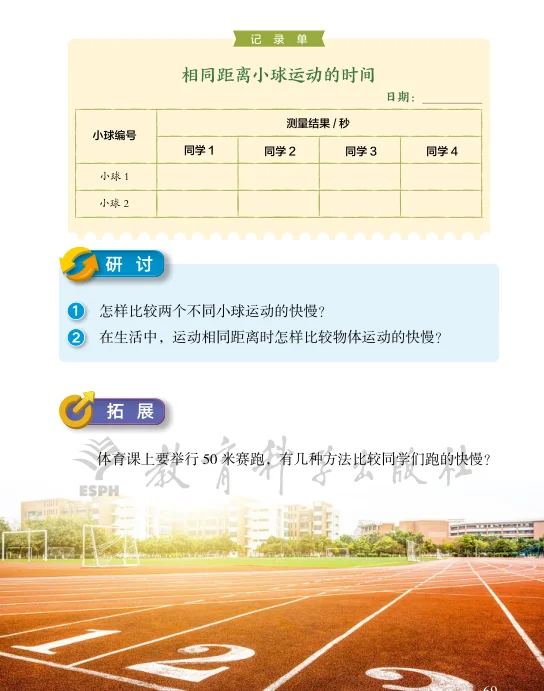 记 录 单
相同距离小球运动的时间
日期：
小球编号
测量结果 / 秒
同学 1 同学 2 同学 3 同学 4
小球 1
小球 2
研 讨
1 怎样比较两个不同小球运动的快慢？
2 在生活中，运动相同距离时怎样比较物体运动的快慢？
拓 展
体育课上要举行 50 米赛跑，有几种方法比较同学们跑的快慢？
ESPH 教育科学出版社
1 2 3
69